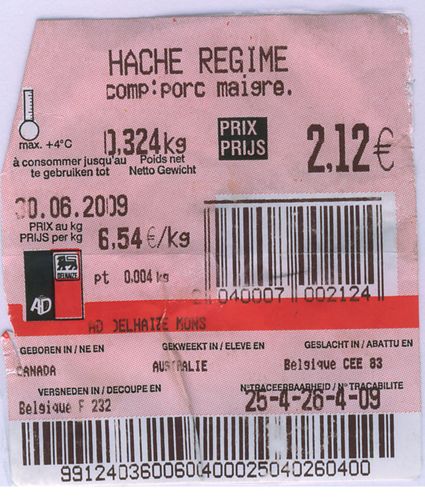 HACHE REGIME
comp:porc maigre.
max. +4°C
0,324kg
PRIX
PRIJS
2,12€
à consommer jusqu'au
te gebruiken tot
Poids net
Netto Gewicht
30.06.2009
PRIX au kg
PRIJS per kg
6,54 €/kg
DELHAIZE
AD
pt 0.004 kg
040007 002124
AD DELHAIZE MONS
GEBOREN IN / NE EN
GEKWEEKT IN / ELEVE EN
GESLACHT IN / ABATTU EN
CANADA
AUSTRALIE
Belgique CEE 83
VERSNEDEN IN / DECOUPE EN
N°TRACEERBAARHEID / N° TRACABILITE
Belgique F 232
25-4-26-4-09
991240360060400025040260400